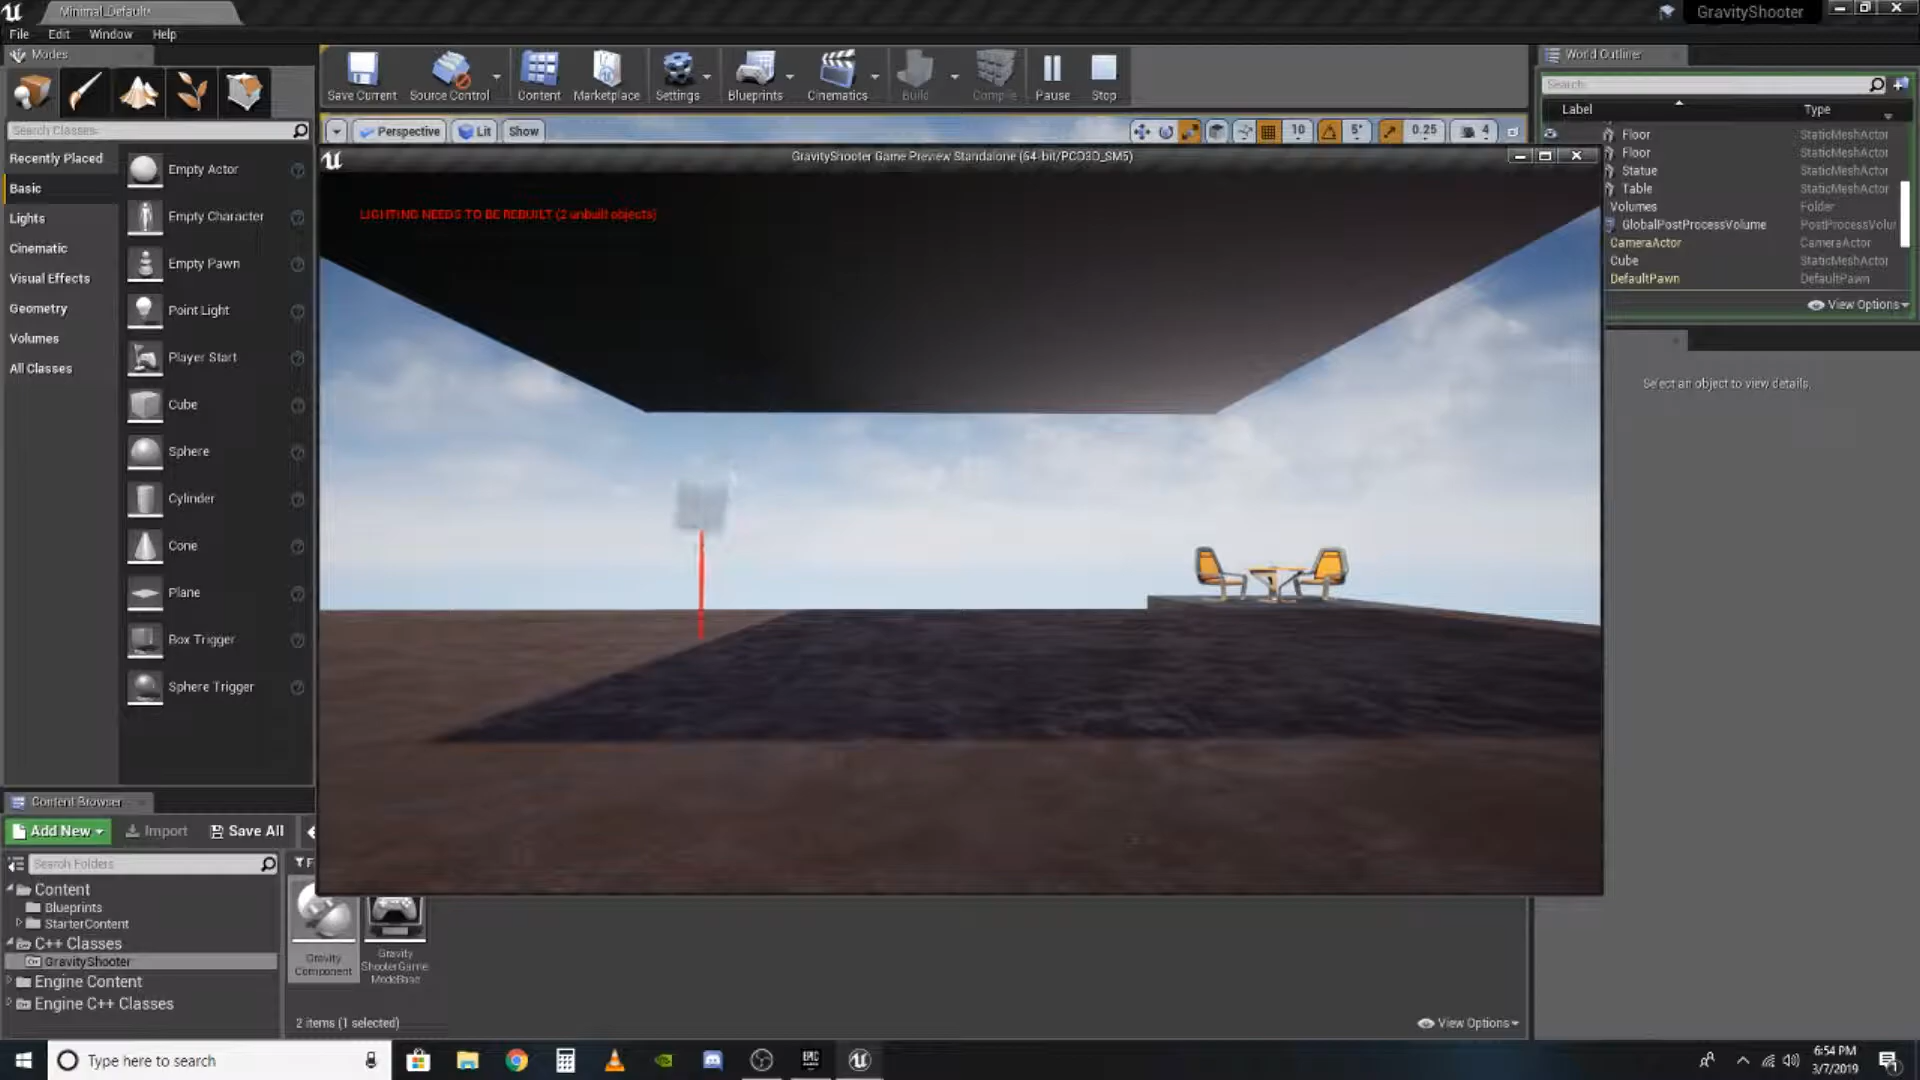 Minimal_Default•
GravityShooter
File Edit Window Help
Modes
Search Classes
Recently Placed
Basic
Lights
Cinematic
Visual Effects
Geometry
Volumes
All Classes
Empty Actor
Empty Character
Empty Pawn
Point Light
Player Start
Cube
Sphere
Cylinder
Cone
Plane
Box Trigger
Sphere Trigger
Save Current Source Control Content Marketplace Settings Blueprints Cinematics Build Compile Pause Stop
Perspective Lit Show 10 5° 0.25 4
GravityShooter Game Preview Standalone (64-bit/PCD3D_SM5)
LIGHTING NEEDS TO BE REBUILT (2 unbuilt objects)
World Outliner
Search
Label Type
Floor StaticMeshActor
Floor StaticMeshActor
Statue StaticMeshActor
Table StaticMeshActor
Volumes Folder
GlobalPostProcessVolume PostProcessVolu
CameraActor CameraActor
Cube StaticMeshActor
DefaultPawn DefaultPawn
View Options
Select an object to view details.
Content Browser
Add New Import Save All
Search Folders
Content
Blueprints
StarterContent
C++ Classes
GravityShooter
Engine Content
Engine C++ Classes
Gravity
Component
Gravity
ShooterGame
ModeBase
2 items (1 selected)
View Options
Type here to search
EPIC
6:54 PM
3/7/2019